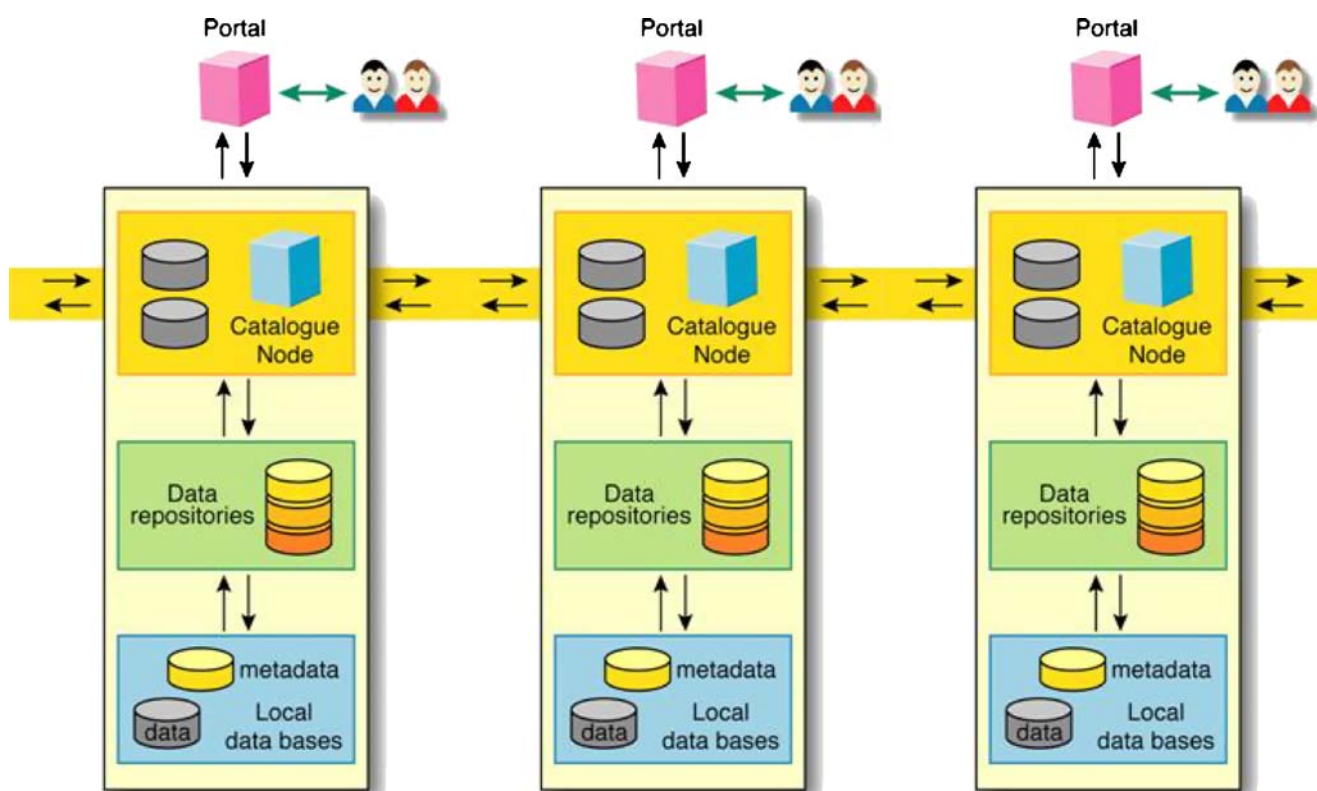 Portal
Portal
Portal
Catalogue
Node
Catalogue
Node
Catalogue
Node
Data
repositories
Data
repositories
Data
repositories
metadata
data
Local
data bases
metadata
data
Local
data bases
metadata
data
Local
data bases